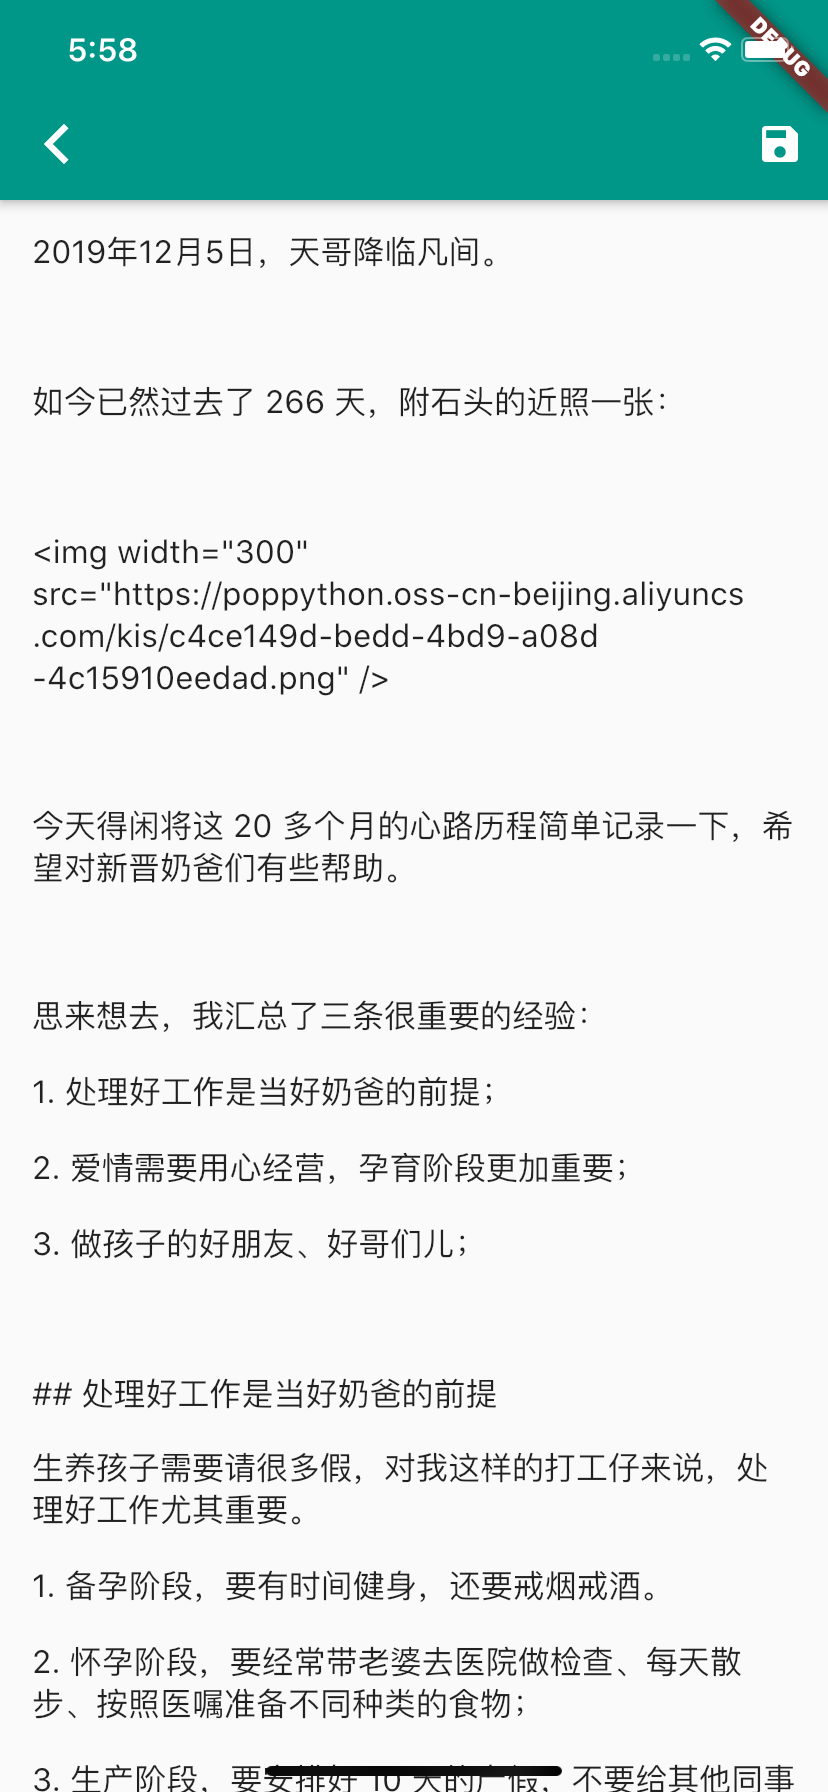 5:58
DEBUG
2019年12月5日，天哥降临凡间。
如今已然过去了 266 天，附石头的近照一张：
<img width="300"
src="https://poppython.oss-cn-beijing.aliyuncs
.com/kis/c4ce149d-bedd-4bd9-a08d
-4c15910eedad.png" />
今天得闲将这 20 多个月的心路历程简单记录一下，希
望对新晋奶爸们有些帮助。
思来想去，我汇总了三条很重要的经验：
1. 处理好工作是当好奶爸的前提；
2. 爱情需要用心经营，孕育阶段更加重要；
3. 做孩子的好朋友、好哥们儿；
## 处理好工作是当好奶爸的前提
生养孩子需要请很多假，对我这样的打工仔来说，处
理好工作尤其重要。
1. 备孕阶段，要有时间健身，还要戒烟戒酒。
2. 怀孕阶段，要经常带老婆去医院做检查、每天散
步、按照医嘱准备不同种类的食物；
3. 生产阶段，要安排好 10 天的产假，不要给其他同事